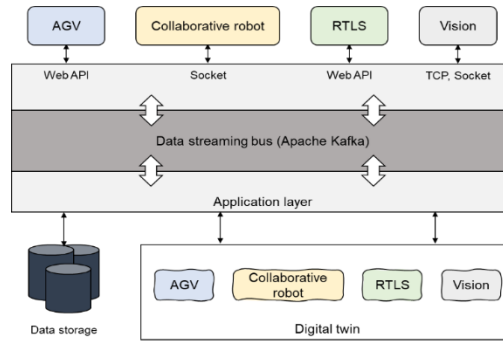 AGV
Collaborative robot
RTLS
Vision
Web API
Socket
Web API
TCP, Socket
Data streaming bus (Apache Kafka)
Application layer
AGV
Collaborative
robot
RTLS
Vision
Data storage
Digital twin